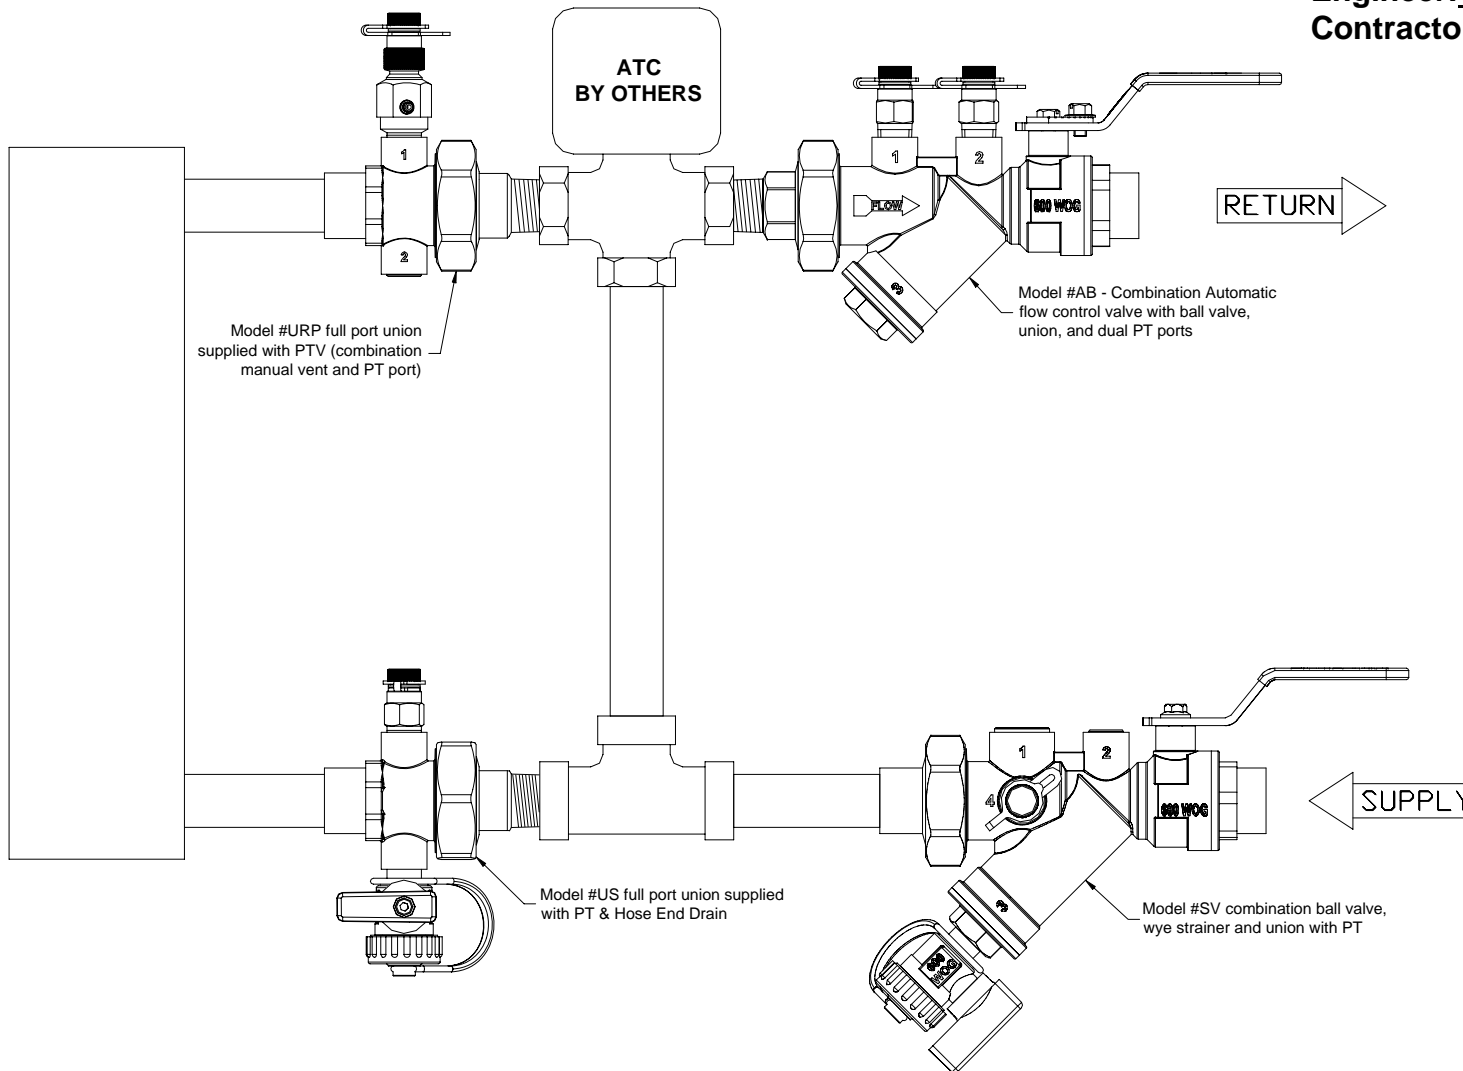 Contracto
ATC
BY OTHERS
1
2
1
2
FLOW
600 WOG
3
RETURN
Model #URP full port union
supplied with PTV (combination
manual vent and PT port)
Model #AB - Combination Automatic
flow control valve with ball valve,
union, and dual PT ports
1
2
4
600 WOG
3
SUPPLY
600
WOG
Model #US full port union supplied
with PT & Hose End Drain
Model #SV combination ball valve,
wye strainer and union with PT